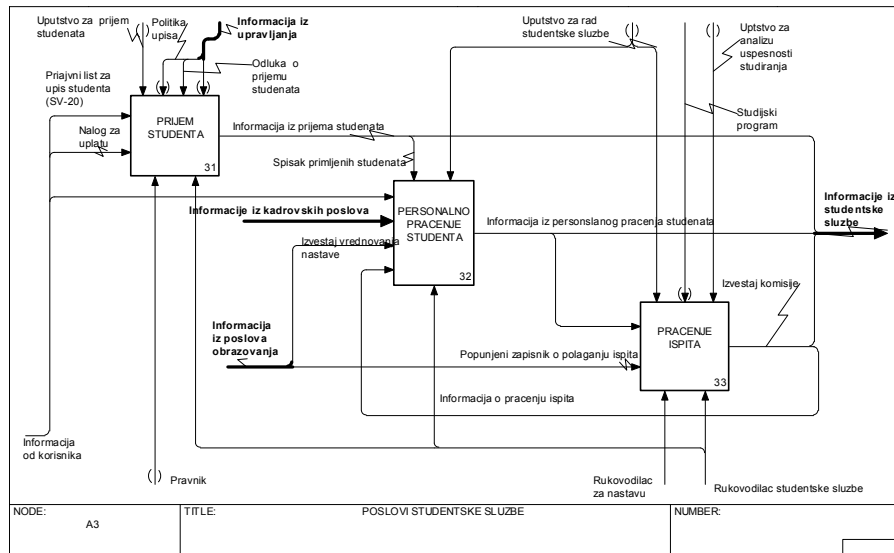 Uputstvo za prijem
studenata
Politika
upisa
Informacija iz
upravljanja
Odluka o
prijemu
studenata
Priajvni list za
upis studenta
(SV-20)
Nalog za
uplatu
PRIJEM
STUDENTA
31
Informacija iz prijema studenata
Spisak primljenih studenata
Uputstvo za rad
studentske sluzbe
Uptstvo za
analizu
uspesnosti
studiranja
Studijski
program
Informacije iz kadrovskih poslova
Izvestaj vrednovanja
nastave
PERSONALNO
PRACENJE
STUDENTA
32
Informacija iz personslanog pracenja studenata
Informacije iz
studentske
sluzbe
Izvestaj komisije
Informacija
iz poslova
obrazovanja
Popunjeni zapisnik o polaganju ispita
PRACENJE
ISPITA
33
Informacija o pracenju ispita
Informacija
od korisnika
Pravnik
Rukovodilac
za nastavu
Rukovodilac studentske sluzbe
NODE:
A3
TITLE:
POSLOVI STUDENTSKE SLUZBE
NUMBER: